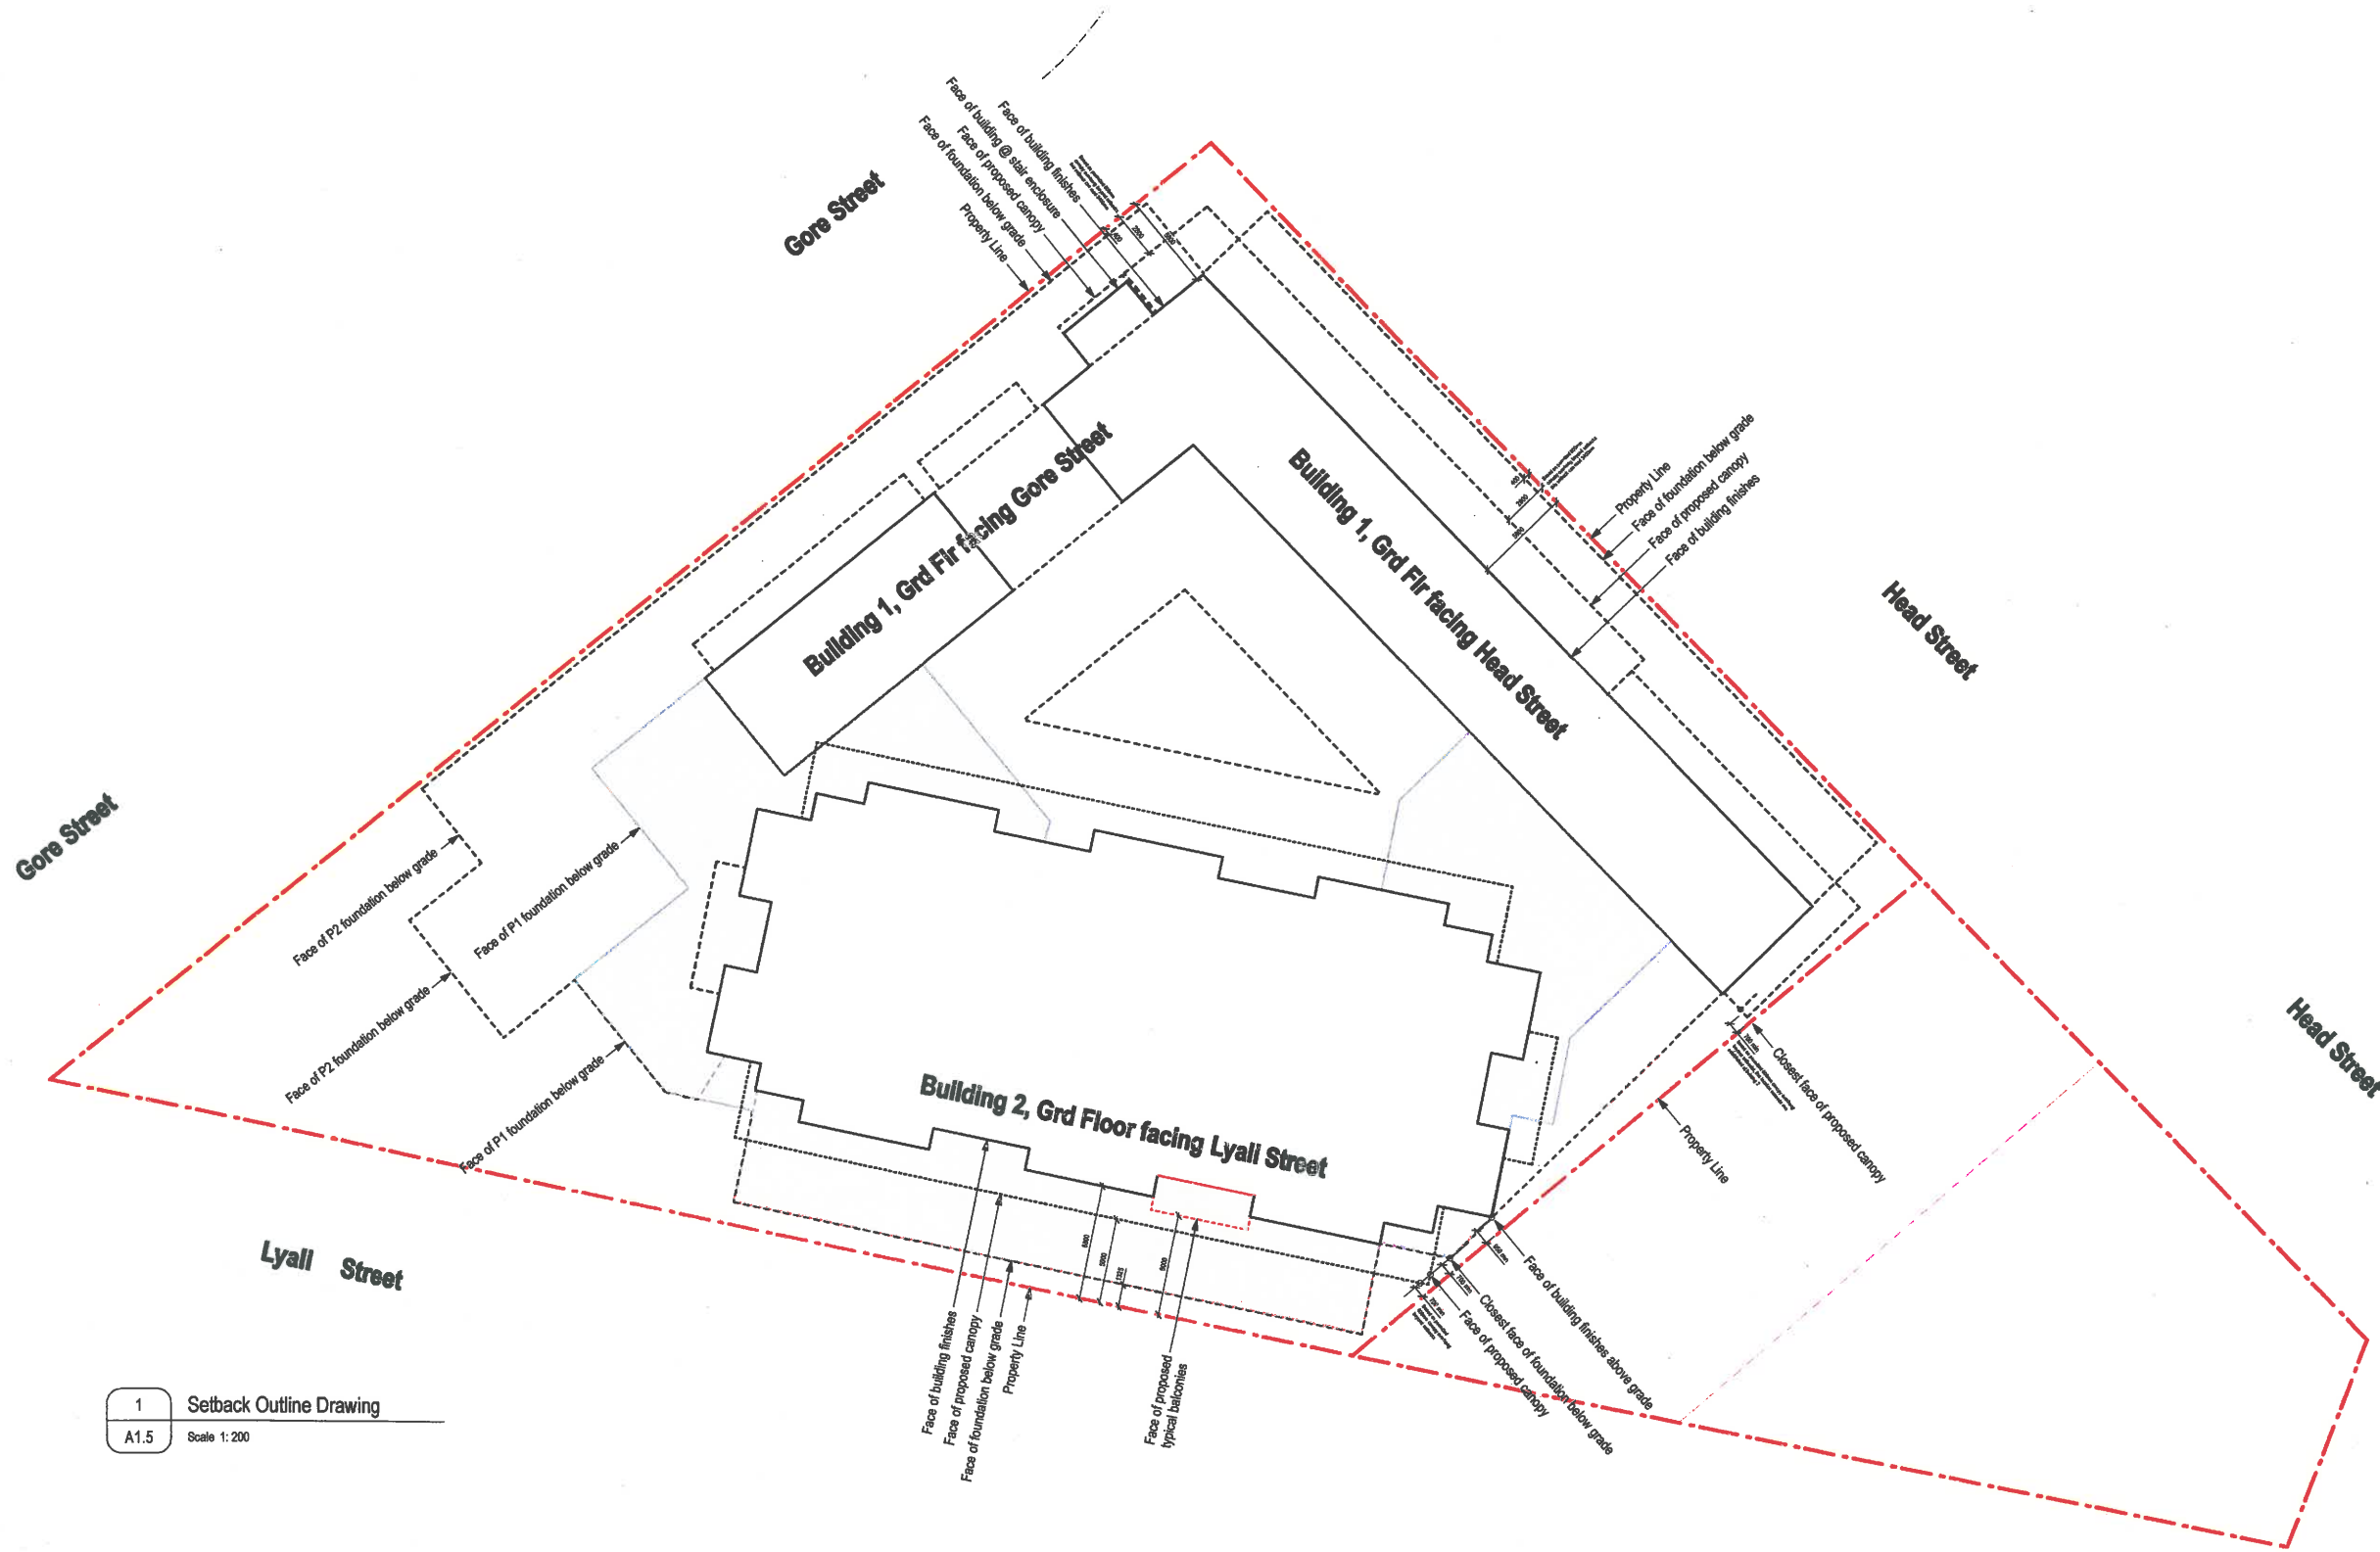 Gore Street
Face of building finishes
Face of building @ stair enclosure
Face of proposed canopy
Face of foundation below grade
Property Line
2800
Building 1, Grd Flr facing Gore Street
Building 1, Grd Flr facing Head Street
Property Line
Face of foundation below grade
Face of proposed canopy
Face of building finishes
Head Street
Gore Street
Face of P2 foundation below grade
Face of P1 foundation below grade
Face of P2 foundation below grade
Face of P1 foundation below grade
Head Street
Closest face of proposed canopy
Property Line
Building 2, Grd Floor facing Lyall Street
Lyall Street
5000
6000
Face of building finishes
Face of proposed canopy
Face of foundation below grade
Property Line
Face of proposed
typical balconies
Face of building finishes above grade
Closest face of foundation below grade
Face of proposed canopy
1
Setback Outline Drawing
A1.5
Scale 1: 200